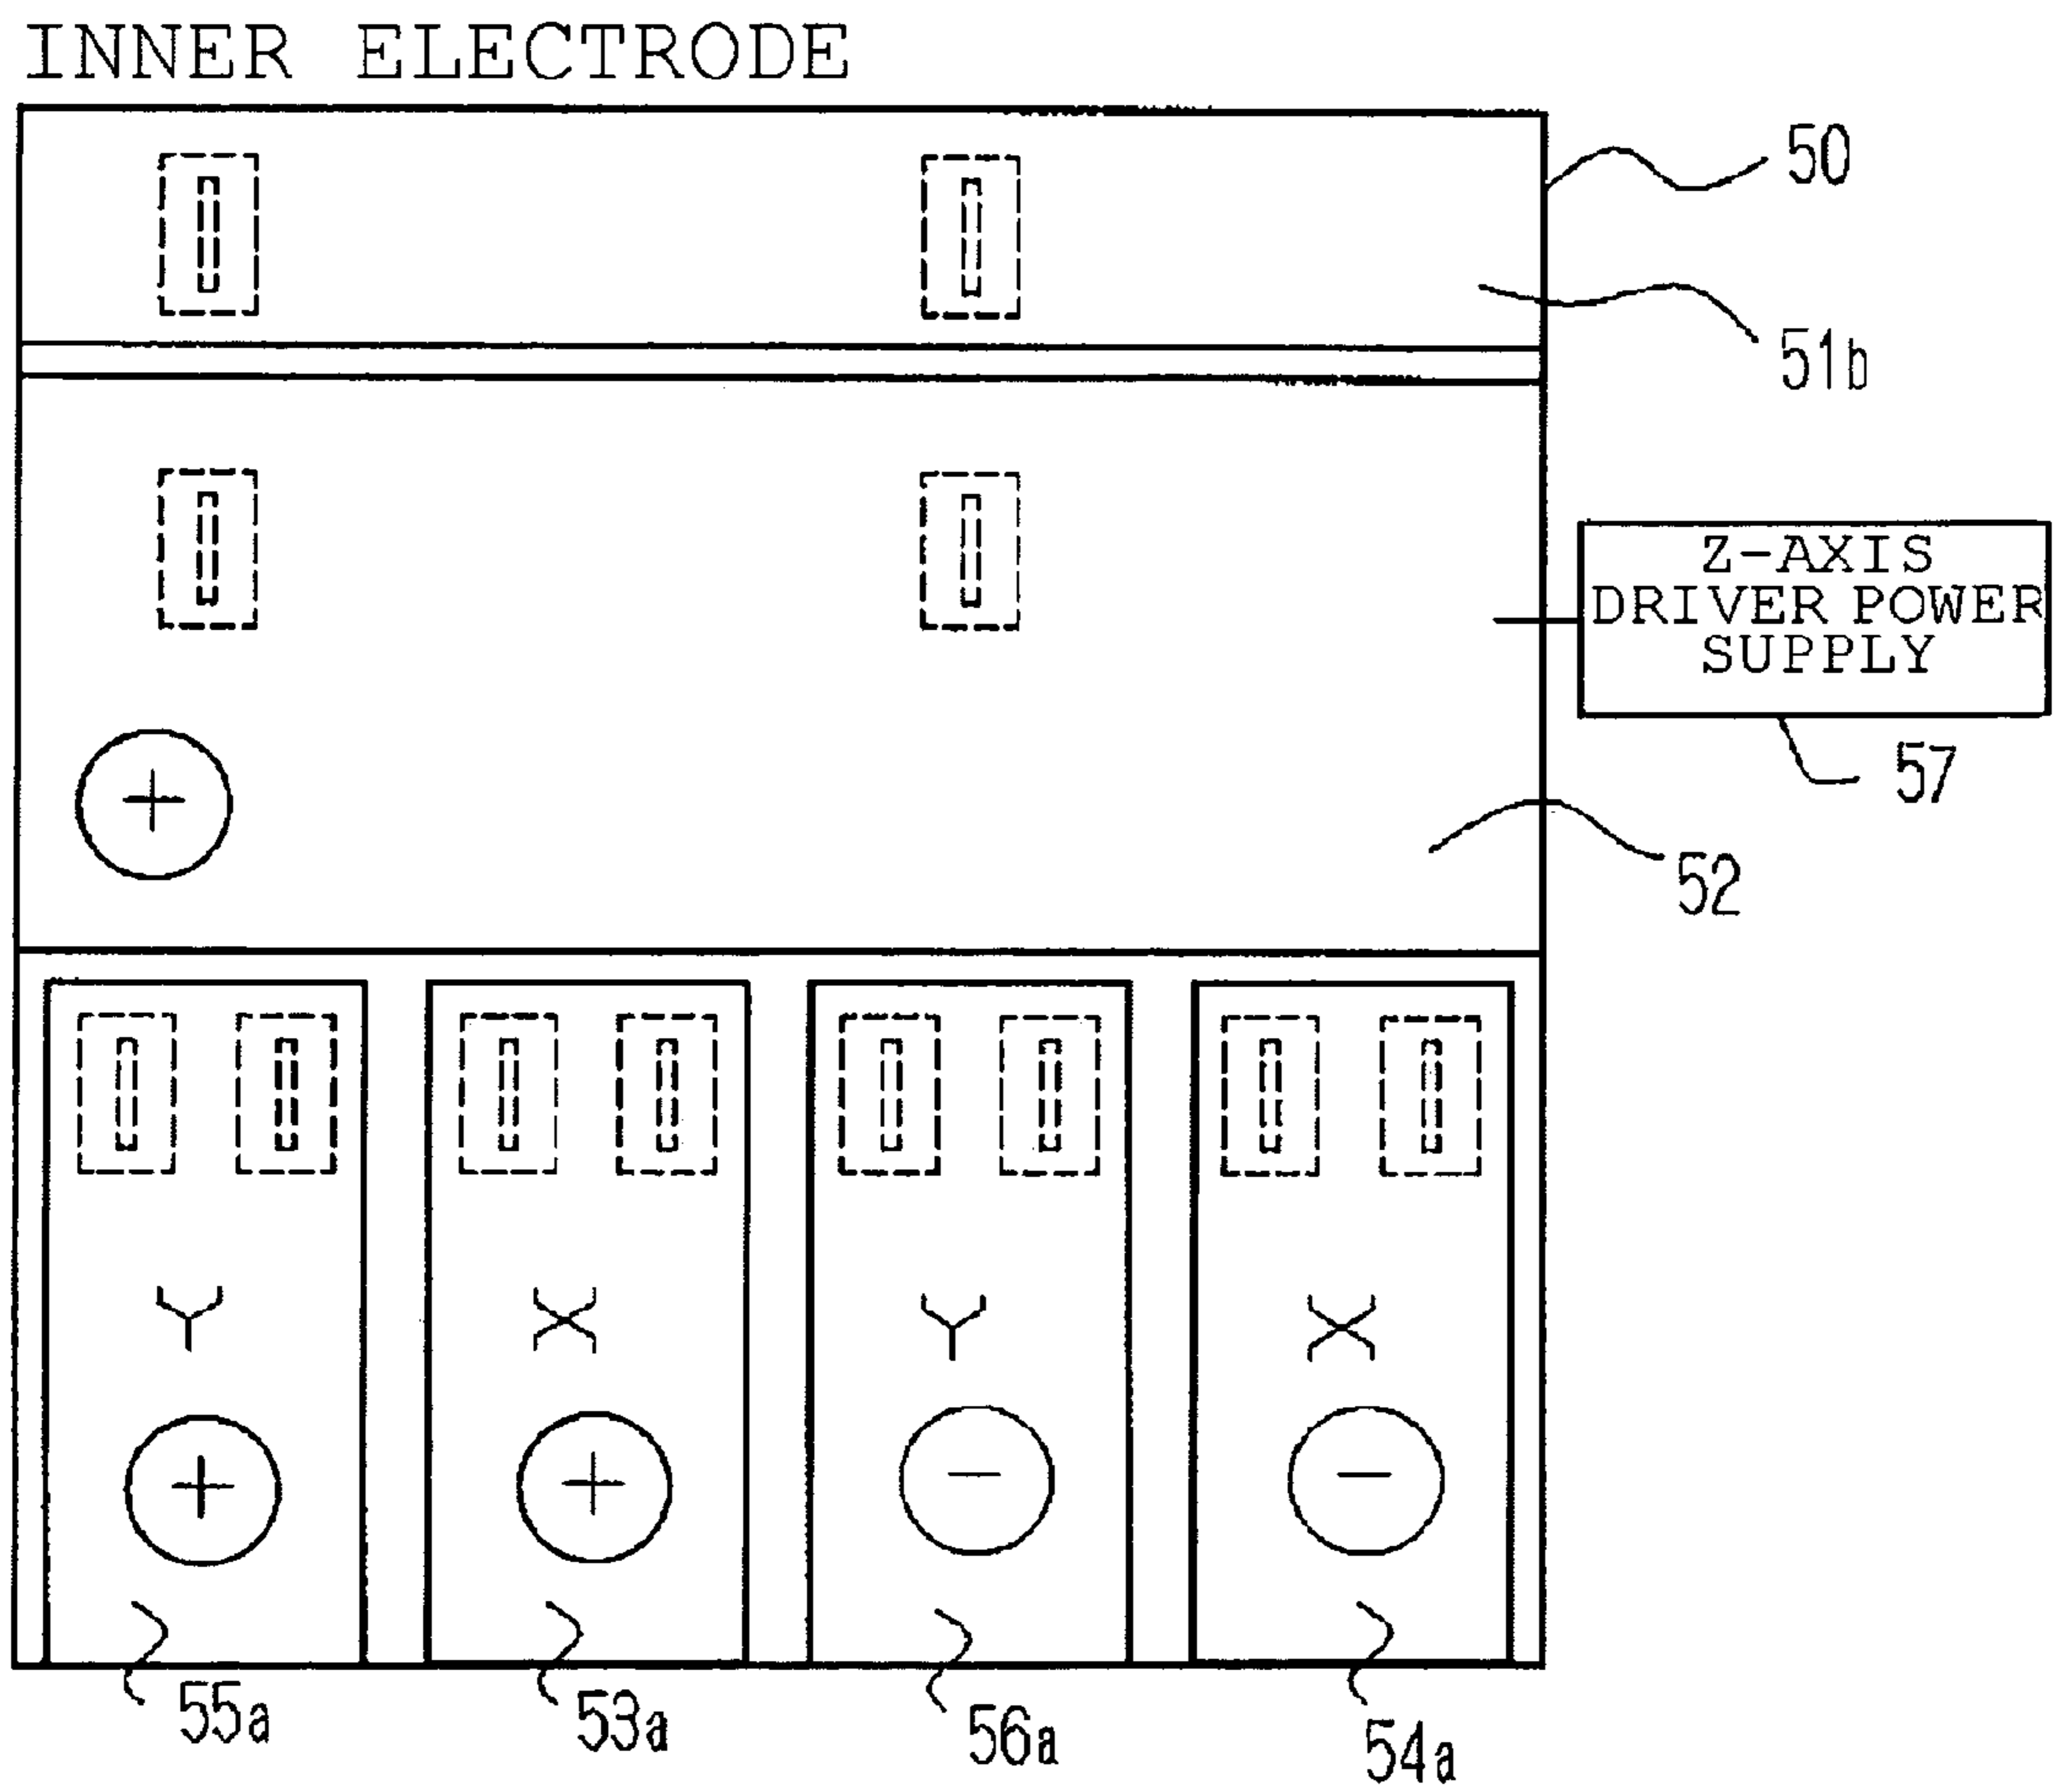 INNER ELECTRODE
50
51b
Z-AXIS
DRIVER POWER
SUPPLY
57
+
52
Y X Y X
+ + − −
55a 53a 56a 54a